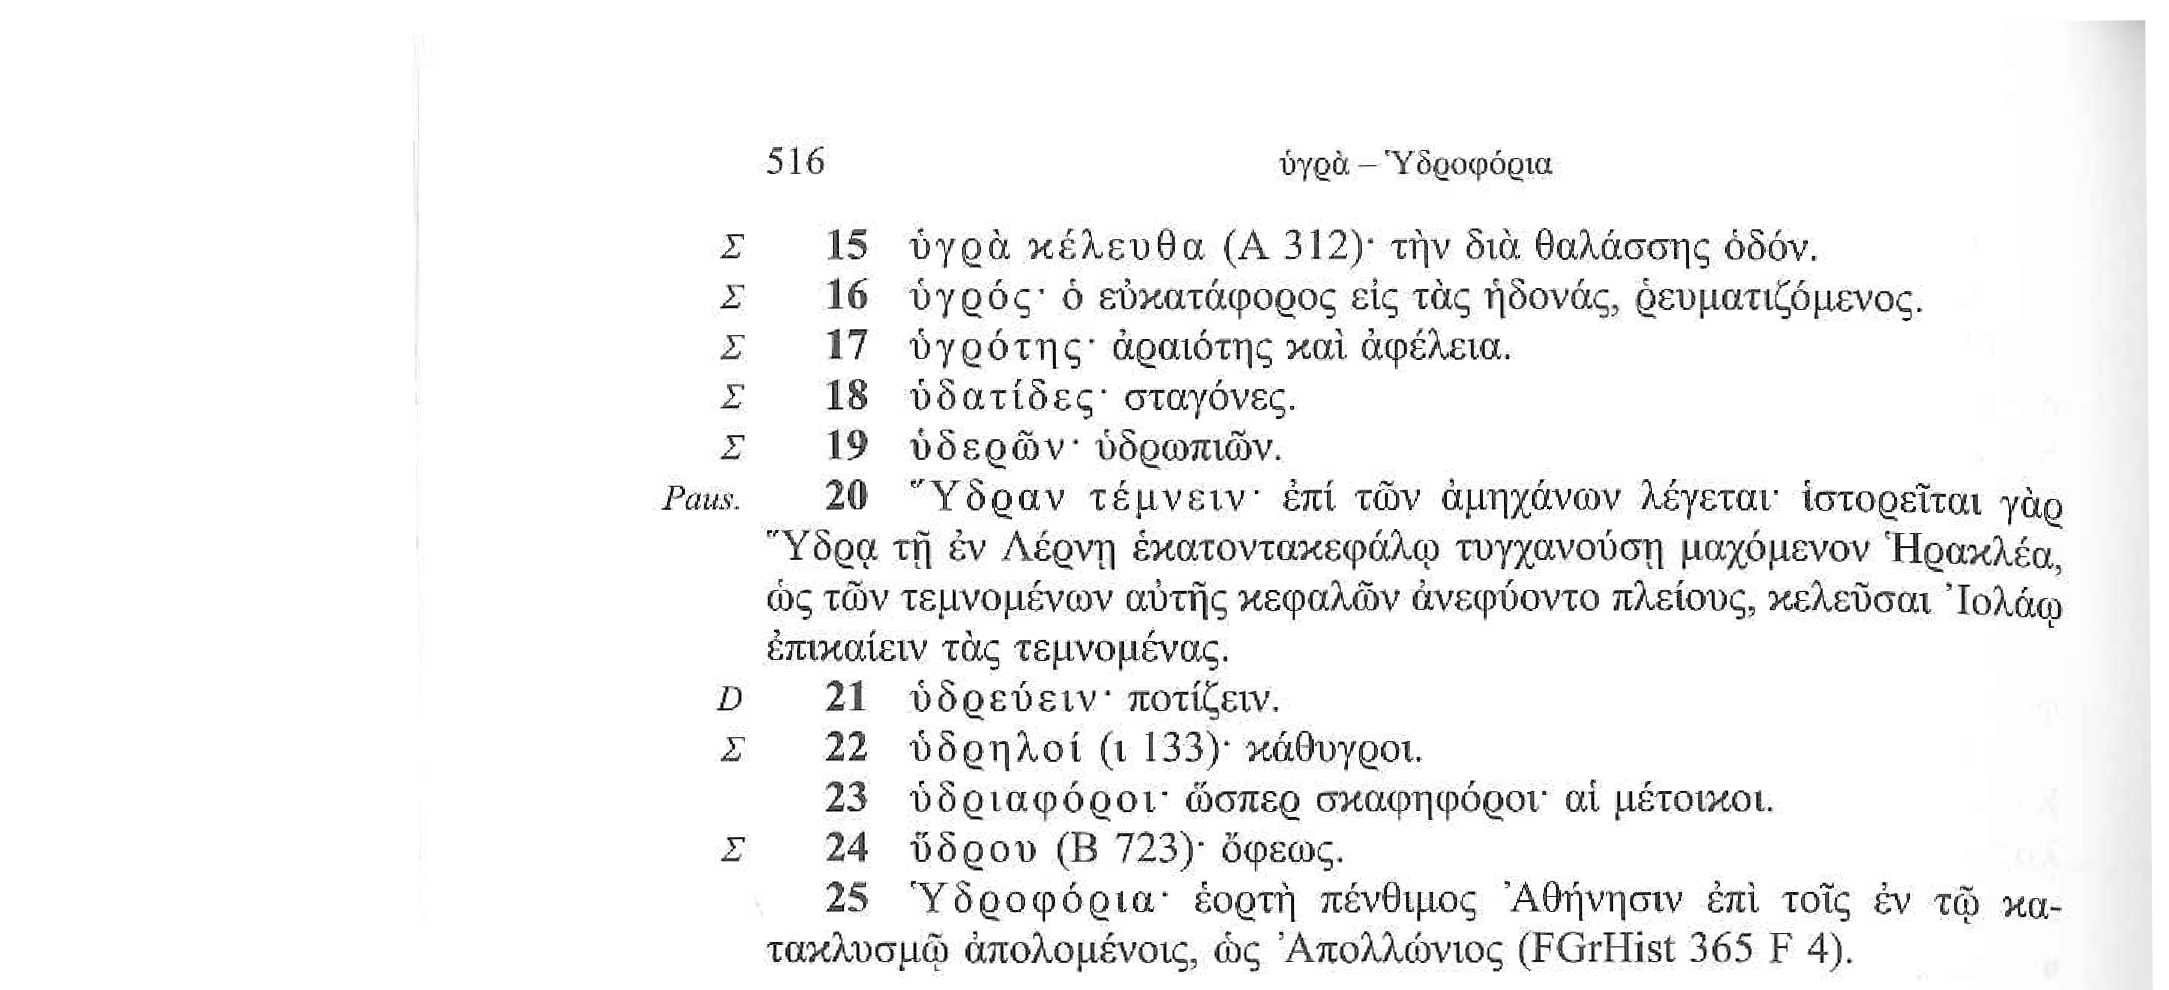 516 ὑγρὰ – Ὑδροφόρια
Σ 15 ὑγρὰ κέλευθα (Α 312)· τὴν διὰ θαλάσσης ὁδόν.
Σ 16 ὑγρός· ὁ εὐκατάφορος εἰς τὰς ἡδονάς, ῥευματιζόμενος.
Σ 17 ὑγρότης· ἀραιότης καὶ ἀφέλεια.
Σ 18 ὑδατίδες· σταγόνες.
Σ 19 ὑδερῶν· ὑδρωπιῶν.
Paus. 20 Ὕδραν τέμνειν· ἐπί τῶν ἀμηχάνων λέγεται· ἱστορεῖται γὰρ
Ὕδρᾳ τῇ ἐν Λέρνῃ ἑκατοντακεφάλῳ τυγχανούσῃ μαχόμενον Ἡρακλέα,
ὡς τῶν τεμνομένων αὐτῆς κεφαλῶν ἀνεφύοντο πλείους, κελεῦσαι Ἰολάῳ
ἐπικαίειν τὰς τεμνομένας.
D 21 ὑδρεύειν· ποτίζειν.
Σ 22 ὑδρηλοί (ι 133)· κάθυγροι.
23 ὑδριαφόροι· ὥσπερ σκαφηφόροι· αἱ μέτοικοι.
Σ 24 ὕδρου (Β 723)· ὄφεως.
25 Ὑδροφόρια· ἑορτὴ πένθιμος Ἀθήνησιν ἐπὶ τοῖς ἐν τῷ κα-
τακλυσμῷ ἀπολομένοις, ὡς Ἀπολλώνιος (FGrHist 365 F 4).